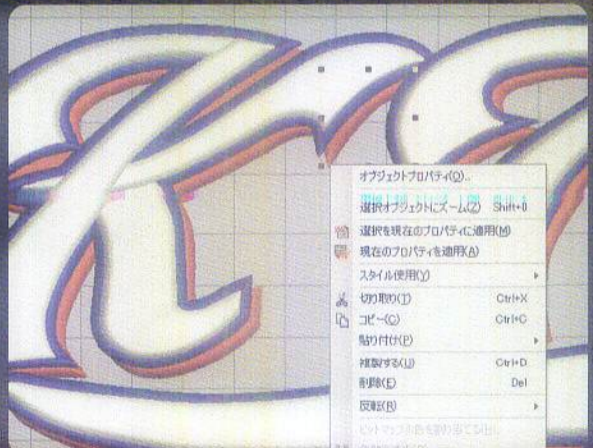 オブジェクトプロパティ(O)...
選択オブジェクトにズーム(Z) Shift+0
選択を現在のプロパティに適用(M)
現在のプロパティを適用(A)
スタイル使用(Y)
切り取り(T) Ctrl+X
コピー(C) Ctrl+C
貼り付け(P)
複製する(U) Ctrl+D
削除(E) Del
反転(R)